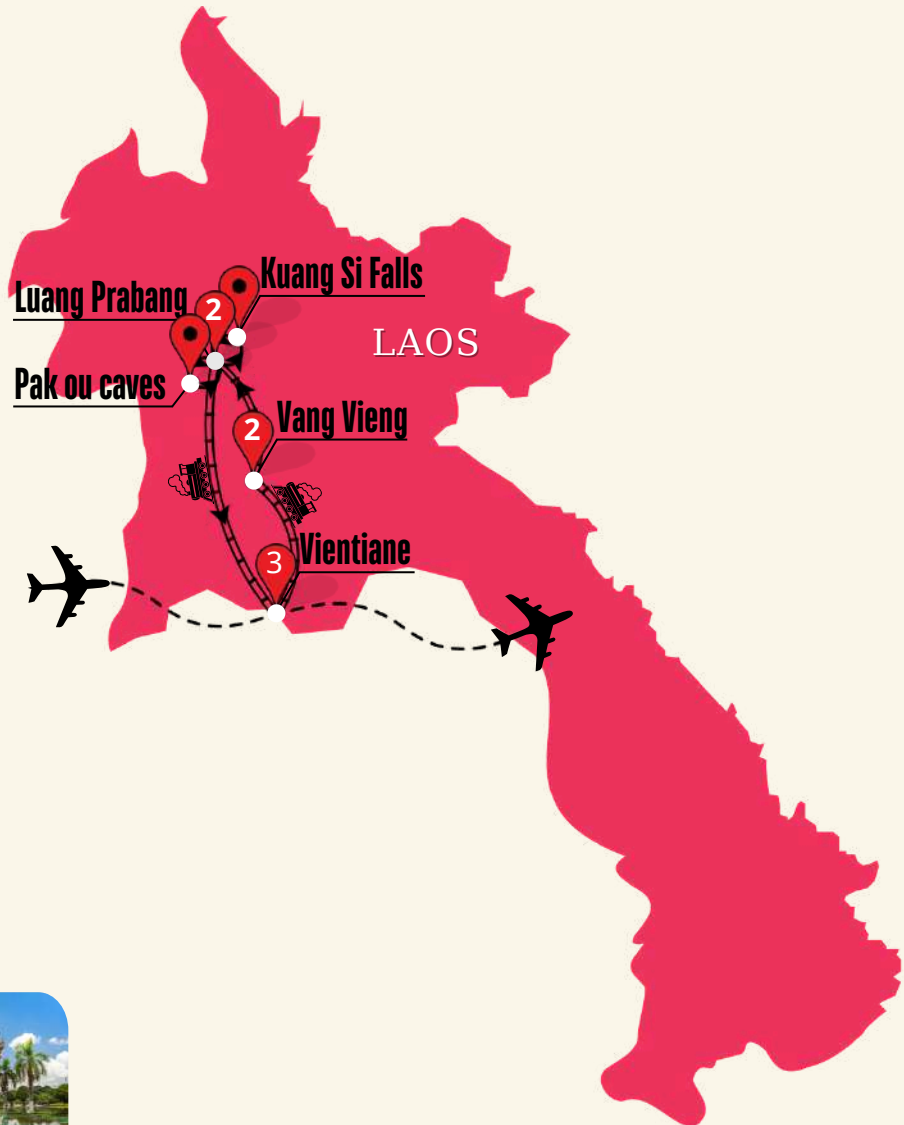 Kuang Si Falls
Luang Prabang
2
LAOS
Pak ou caves
Vang Vieng
2
Vientiane
3